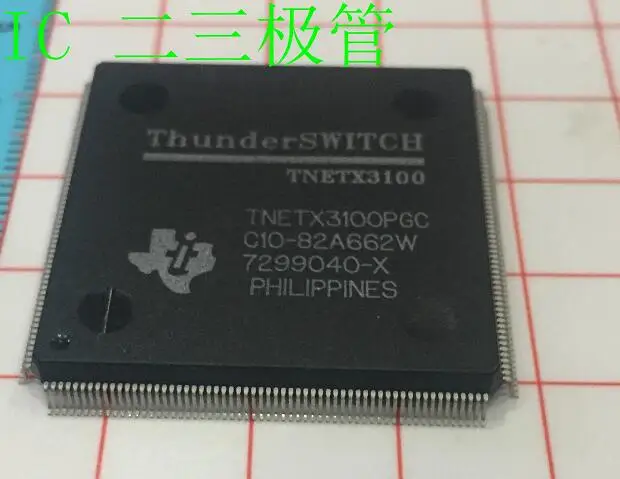 IC 二三极管
ThunderSWITCH
TNETX3100
TNETX3100PGC
C10-82A662W
7299040-X
PHILIPPINES